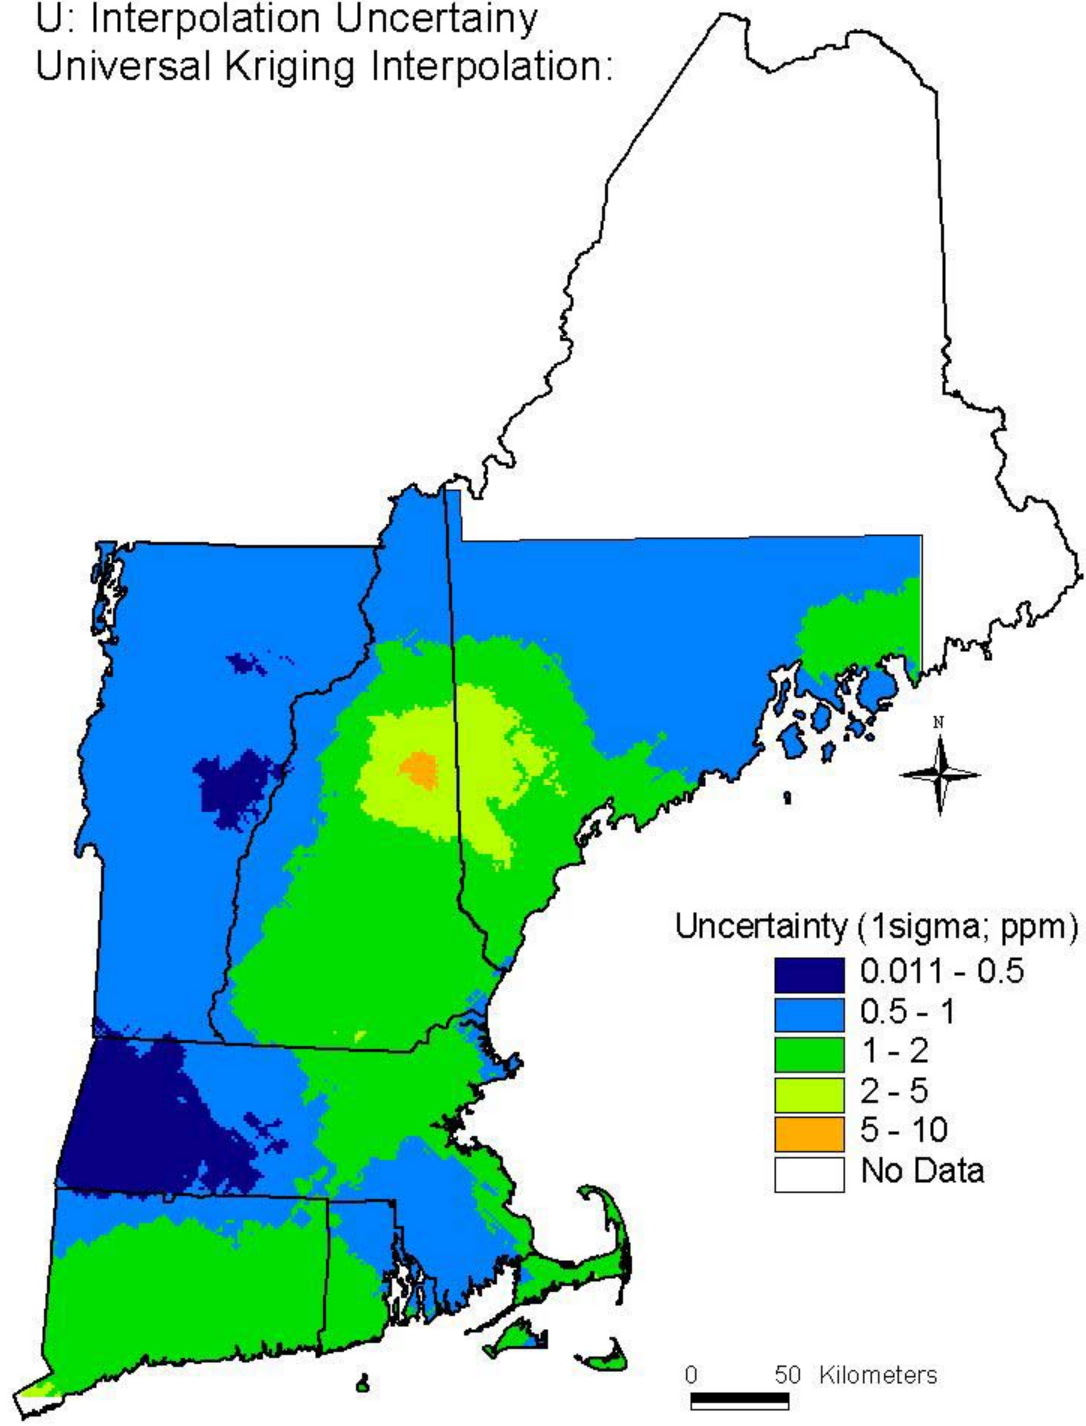 U: Interpolation Uncertainy
Universal Kriging Interpolation:
N
Uncertainty (1sigma; ppm)
0.011 - 0.5
0.5 - 1
1 - 2
2 - 5
5 - 10
No Data
0 50 Kilometers